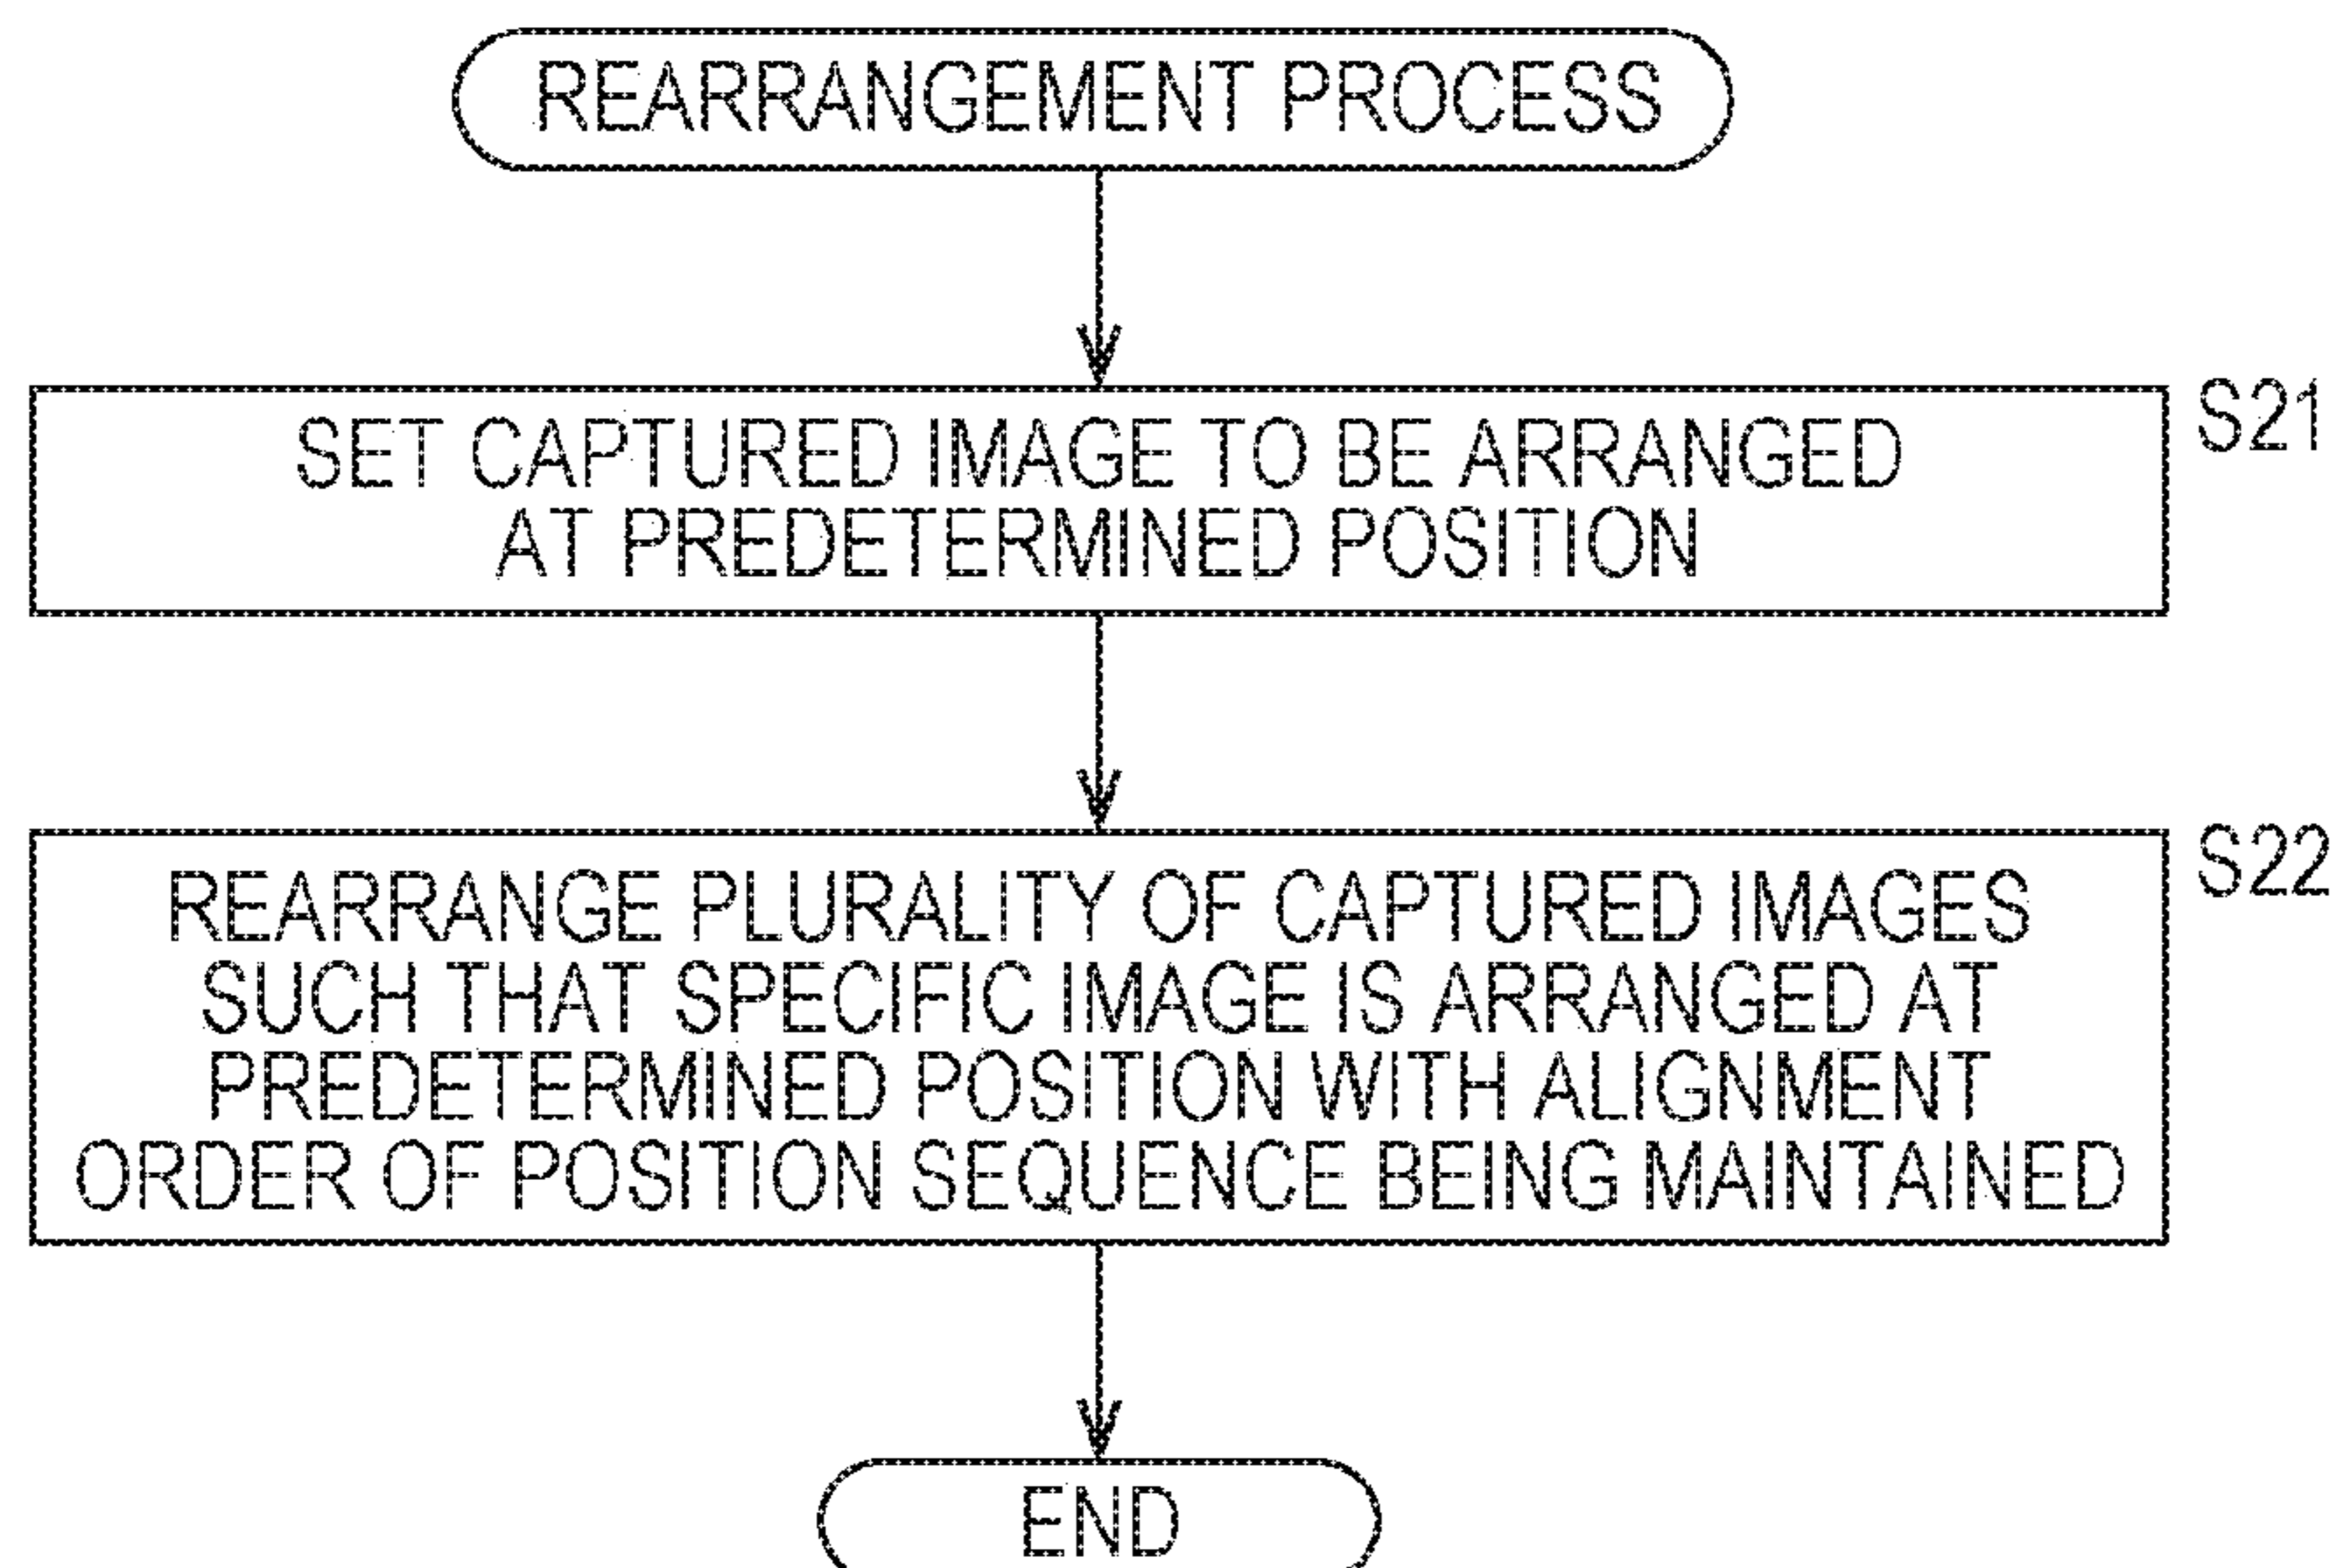 REARRANGEMENT PROCESS
S21
SET CAPTURED IMAGE TO BE ARRANGED
AT PREDETERMINED POSITION
S22
REARRANGE PLURALITY OF CAPTURED IMAGES
SUCH THAT SPECIFIC IMAGE IS ARRANGED AT
PREDETERMINED POSITION WITH ALIGNMENT
ORDER OF POSITION SEQUENCE BEING MAINTAINED
END